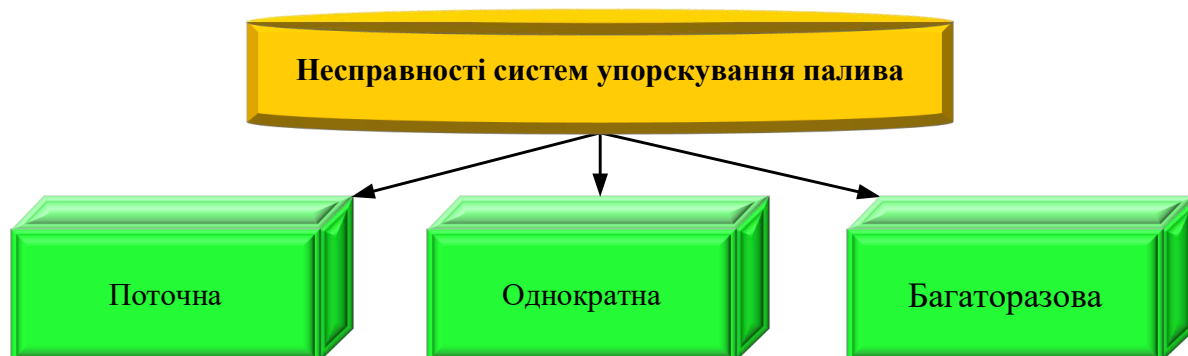 Несправності систем упорскування палива
Поточна
Однократна
Багаторазова